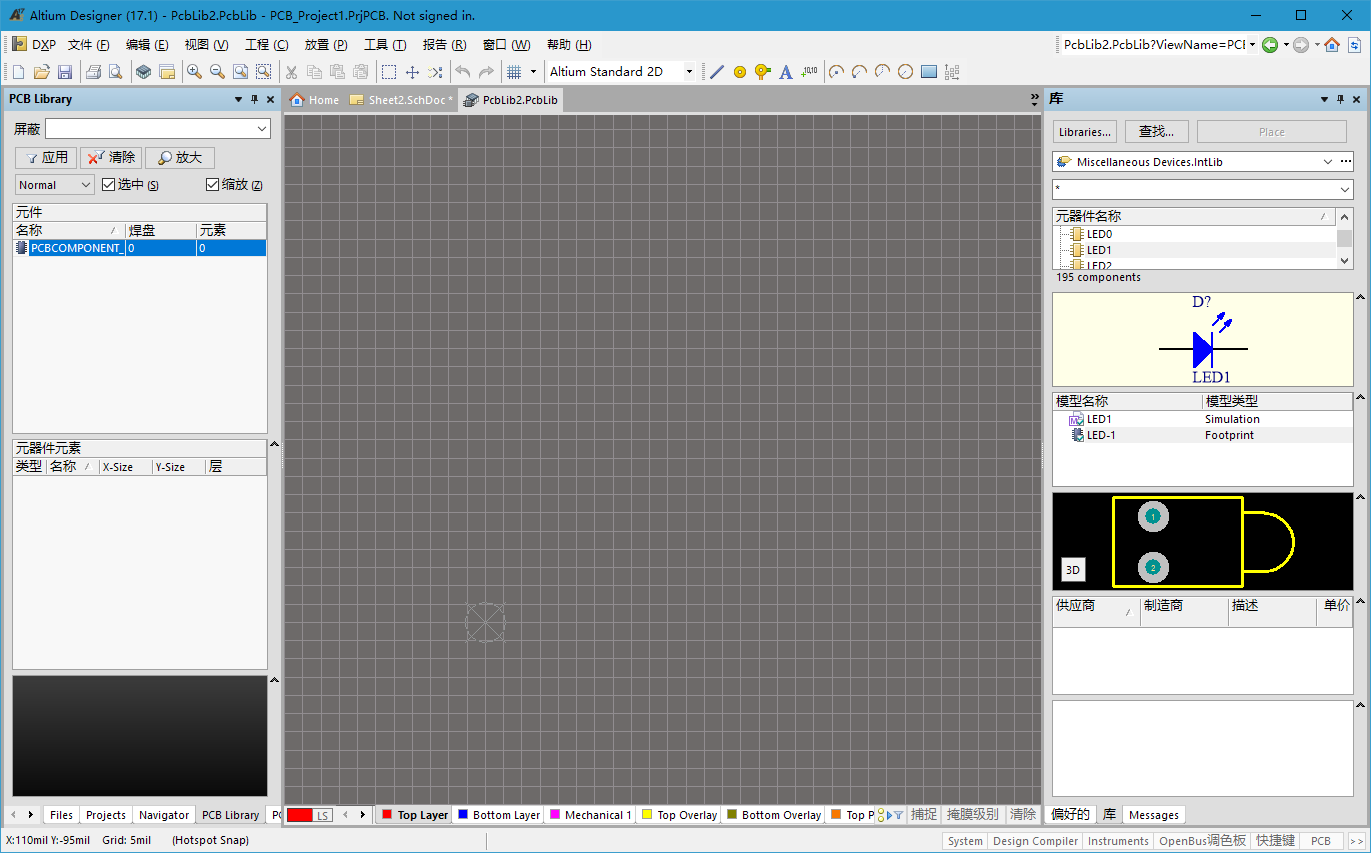 Altium Designer (17.1) - PcbLib2.PcbLib - PCB_Project1.PrjPCB. Not signed in.
DXP 文件 (F) 编辑 (E) 视图 (V) 工程 (C) 放置 (P) 工具 (T) 报告 (R) 窗口 (W) 帮助 (H) PcbLib2.PcbLib?ViewName=PCE
Altium Standard 2D A +10,10
PCB Library
Home Sheet2.SchDoc * PcbLib2.PcbLib
屏蔽
应用 清除 放大
Normal 选中 (S) 缩放 (Z)
元件
名称 焊盘 元素
PCBCOMPONENT_ 0 0
元器件元素
类型 名称 X-Size Y-Size 层
Files Projects Navigator PCB Library PC
LS Top Layer Bottom Layer Mechanical 1 Top Overlay Bottom Overlay Top P 捕捉 掩膜级别 清除
库
Libraries... 查找... Place
Miscellaneous Devices.IntLib ...
*
元器件名称
LED0
LED1
LED2
195 components
D?
LED1
模型名称 模型类型
LED1 Simulation
LED-1 Footprint
1
2
3D
供应商 制造商 描述 单价
偏好的 库 Messages
X:110mil Y:-95mil Grid: 5mil (Hotspot Snap)
System Design Compiler Instruments OpenBus调色板 快捷键 PCB >>